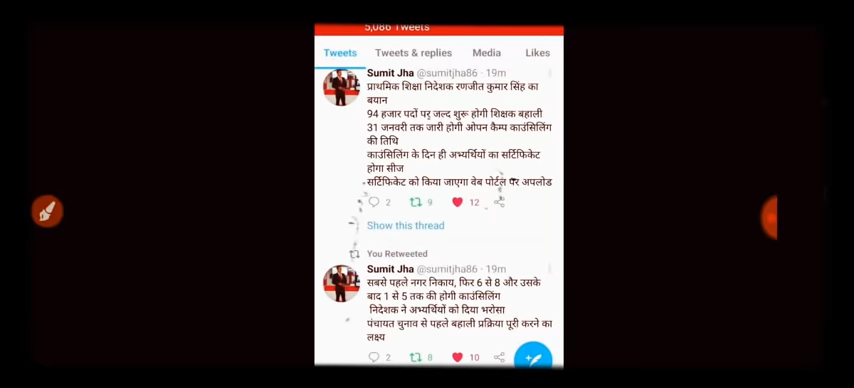 5,086 Tweets
Tweets Tweets & replies Media Likes
Sumit Jha @sumitjha86 · 19m
प्राथमिक शिक्षा निदेशक रणजीत कुमार सिंह का
बयान
94 हजार पदों पर जल्द शुरू होगी शिक्षक बहाली
31 जनवरी तक जारी होगी ओपन कैम्प काउंसिलिंग
की तिथि
काउंसिलिंग के दिन ही अभ्यर्थियों का सर्टिफिकेट
होगा सीज
सर्टिफिकेट को किया जाएगा वेब पोर्टल पर अपलोड
2 9 12
Show this thread
You Retweeted
Sumit Jha @sumitjha86 · 19m
सबसे पहले नगर निकाय, फिर 6 से 8 और उसके
बाद 1 से 5 तक की होगी काउंसिलिंग
निदेशक ने अभ्यर्थियों को दिया भरोसा
पंचायत चुनाव से पहले बहाली प्रक्रिया पूरी करने का
लक्ष्य
2 8 10